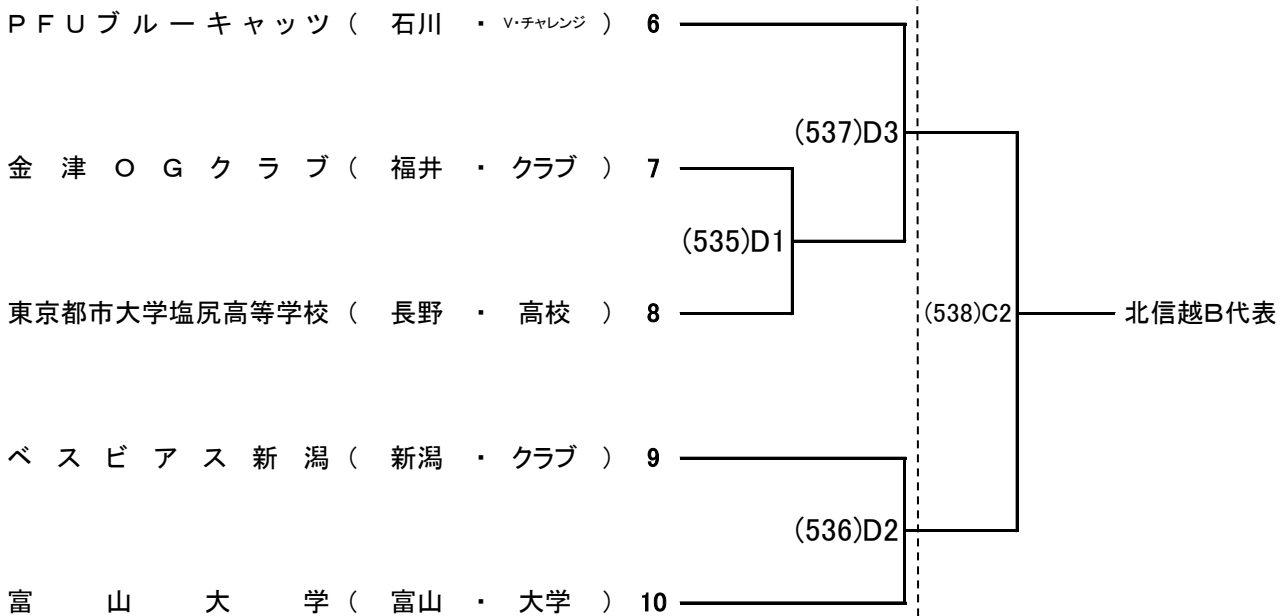 PFUブルーキャッツ( 石川 ・ V・チャレンジ ) 6
(537)D3
金津OGクラブ( 福井 ・ クラブ ) 7
(535)D1
東京都市大学塩尻高等学校( 長野 ・ 高校 ) 8
(538)C2 北信越B代表
ベスビアス新潟( 新潟 ・ クラブ ) 9
(536)D2
富山大学( 富山 ・ 大学 ) 10